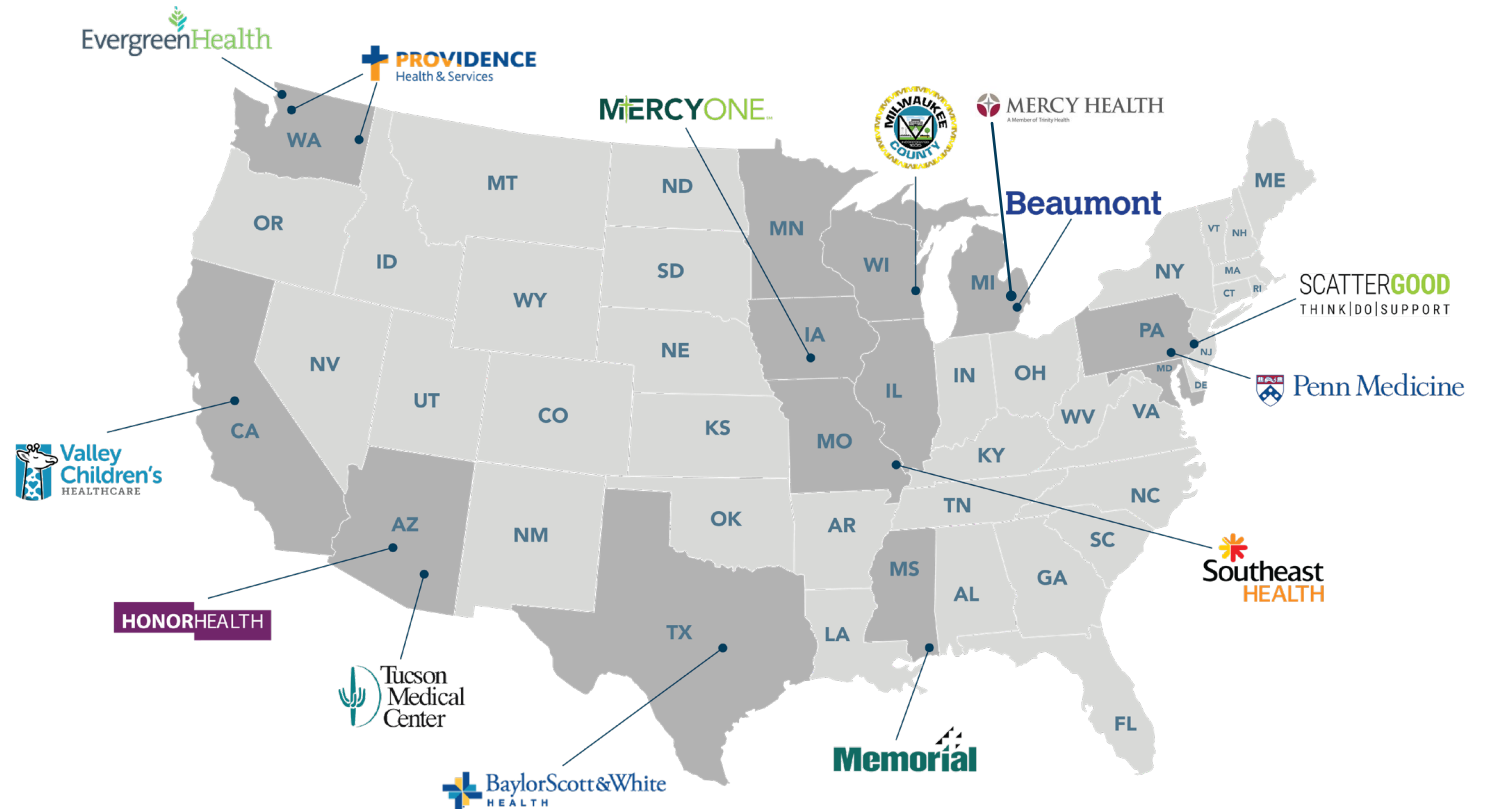 EvergreenHealth
PROVIDENCE
Health & Services
MERCYONE
MILWAUKEE
COUNTY
MERCY HEALTH
A Member of Trinity Health
Beaumont
SCATTERGOOD
THINK|DO|SUPPORT
Penn Medicine
Valley
Children's
HEALTHCARE
HONORHEALTH
Tucson
Medical
Center
BaylorScott&White
HEALTH
Memorial
Southeast
HEALTH
WA
MT
ND
MN
ME
OR
ID
SD
WI
MI
VT
NH
NY
MA
CT
RI
WY
IA
PA
NJ
NV
NE
IN
OH
MD
DE
UT
CO
IL
WV
VA
CA
KS
MO
KY
AZ
NM
OK
AR
TN
NC
SC
MS
AL
GA
TX
LA
FL